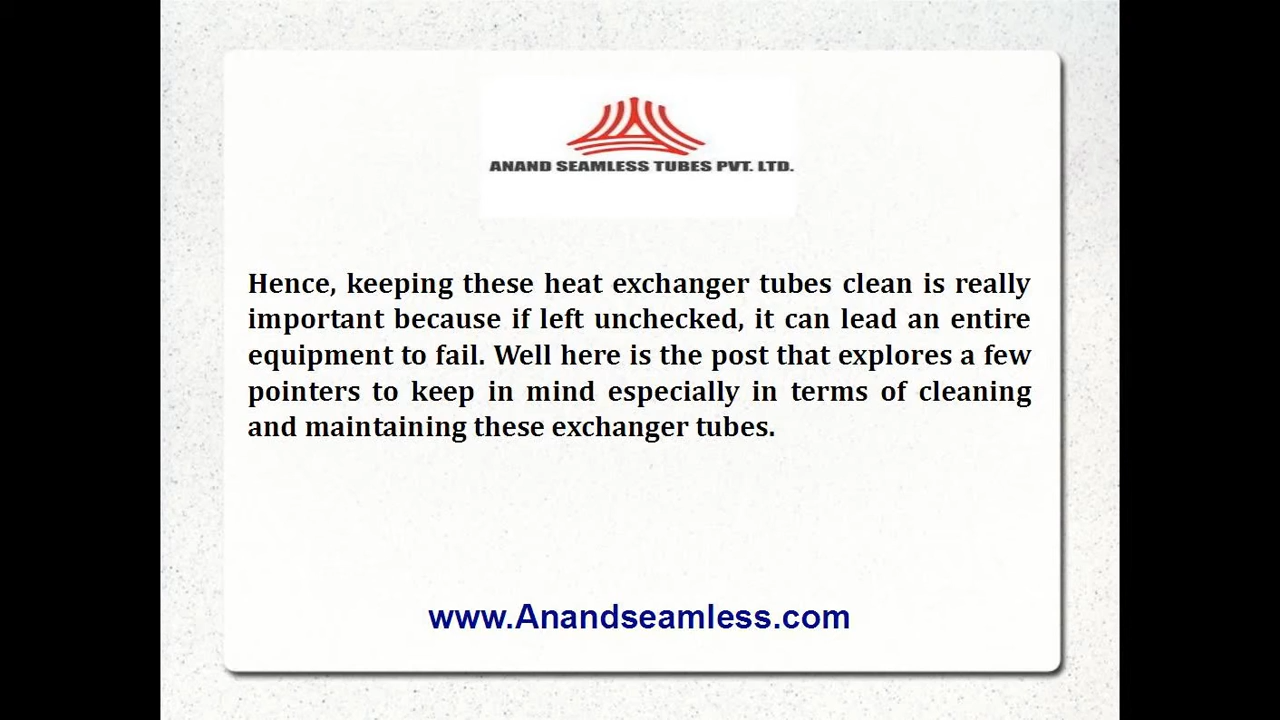 ANAND SEAMLESS TUBES PVT. LTD.
Hence, keeping these heat exchanger tubes clean is really
important because if left unchecked, it can lead an entire
equipment to fail. Well here is the post that explores a few
pointers to keep in mind especially in terms of cleaning
and maintaining these exchanger tubes.
www.Anandseamless.com